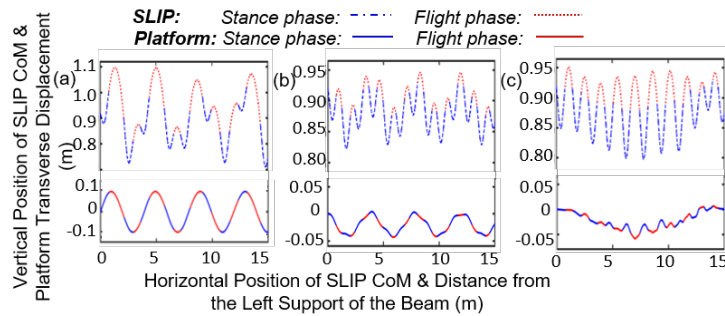 SLIP: Stance phase: Flight phase:
Platform: Stance phase: Flight phase:
Vertical Position of SLIP CoM &
Platform Transverse Displacement
(m)
(a)
1.1
1.0
0.9
0.8
0.1
0
-0.1
0 5 10 15
(b)
0.95
0.90
0.85
0.80
0.05
0
-0.05
0 5 10 15
(c)
0.95
0.90
0.85
0.80
0.05
0
-0.05
0 5 10 15
Horizontal Position of SLIP CoM & Distance from
the Left Support of the Beam (m)